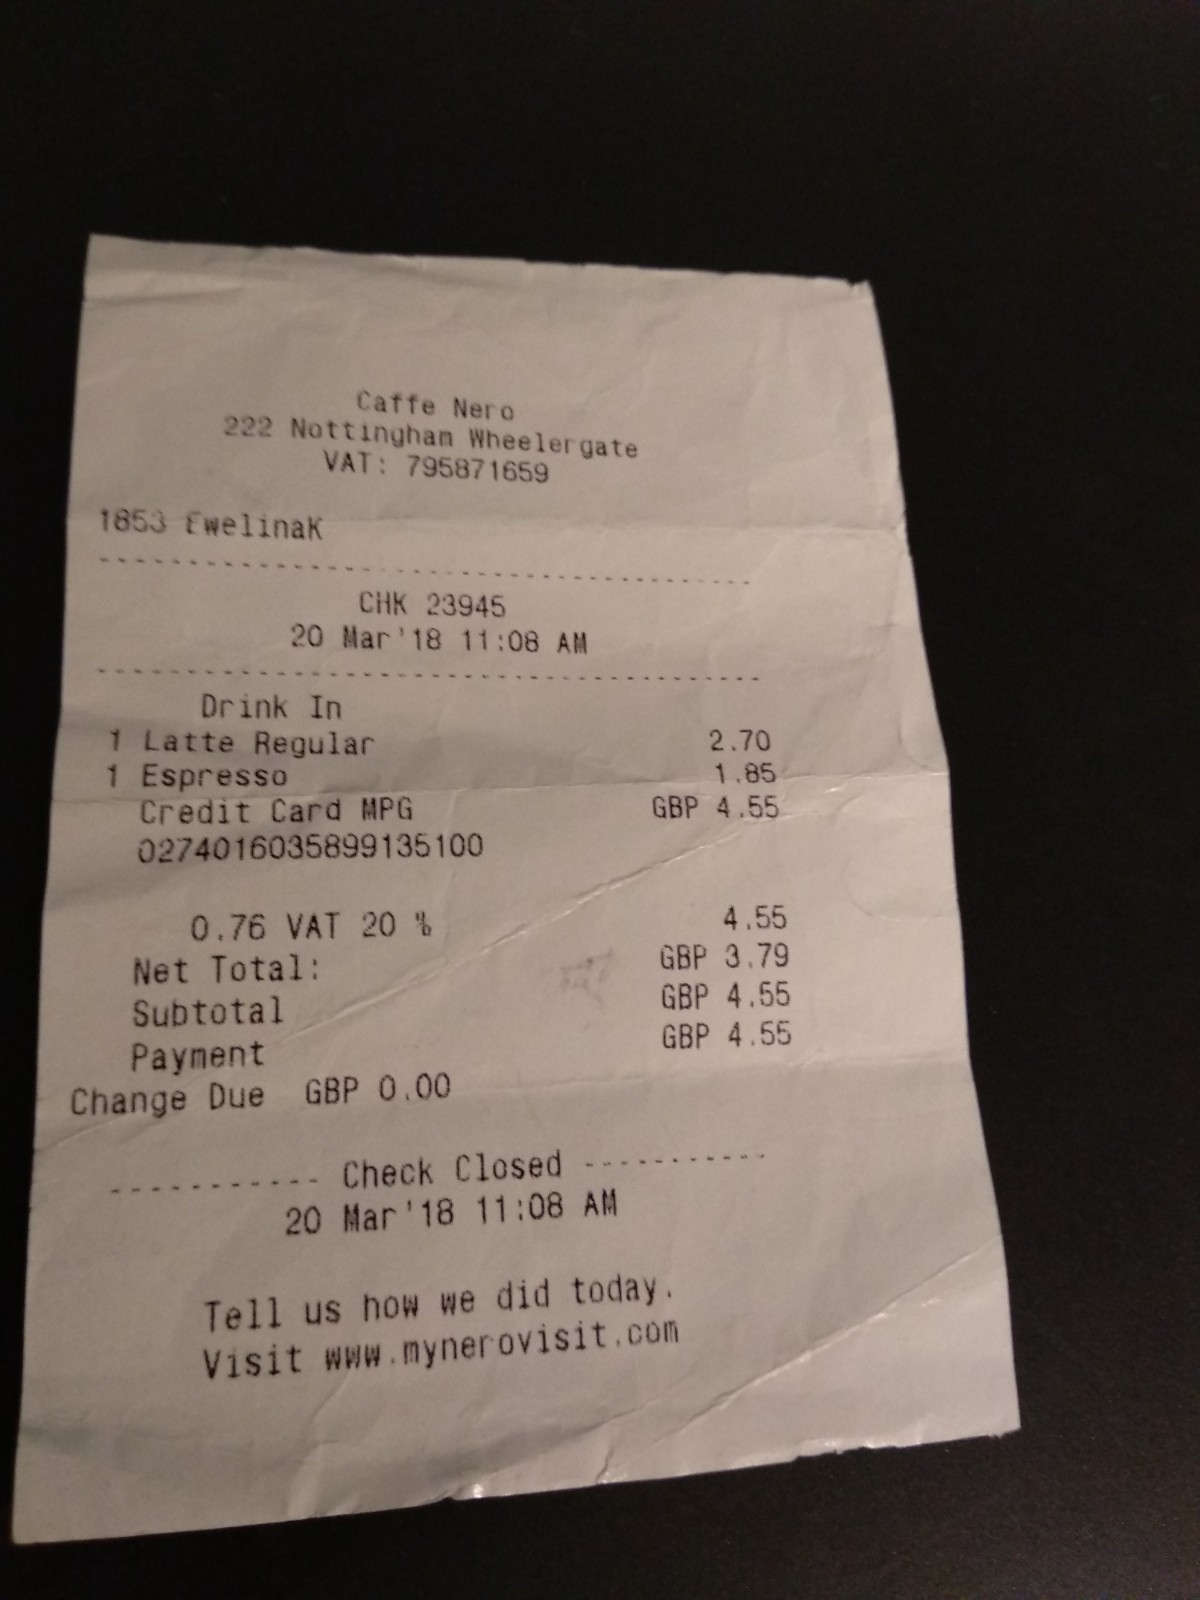 Caffe Nero
222 Nottingham Wheelergate
VAT: 795871659
1853 EwelinaK
CHK 23945
20 Mar'18 11:08 AM
Drink In
1 Latte Regular 2.70
1 Espresso 1.85
Credit Card MPG GBP 4.55
0274016035899135100
0.76 VAT 20 % 4.55
Net Total: GBP 3.79
Subtotal GBP 4.55
Payment GBP 4.55
Change Due GBP 0.00
----------- Check Closed -----------
20 Mar'18 11:08 AM
Tell us how we did today.
Visit www.mynerovisit.com